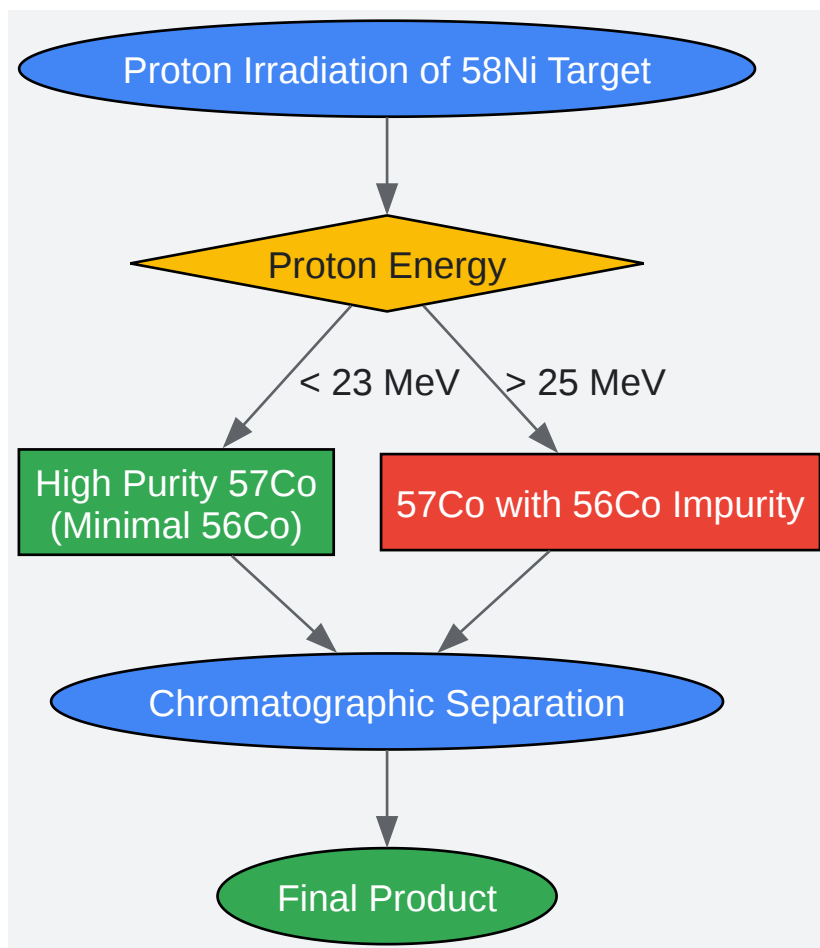 Proton Irradiation of 58Ni Target
Proton Energy
< 23 MeV
> 25 MeV
High Purity 57Co
(Minimal 56Co)
57Co with 56Co Impurity
Chromatographic Separation
Final Product